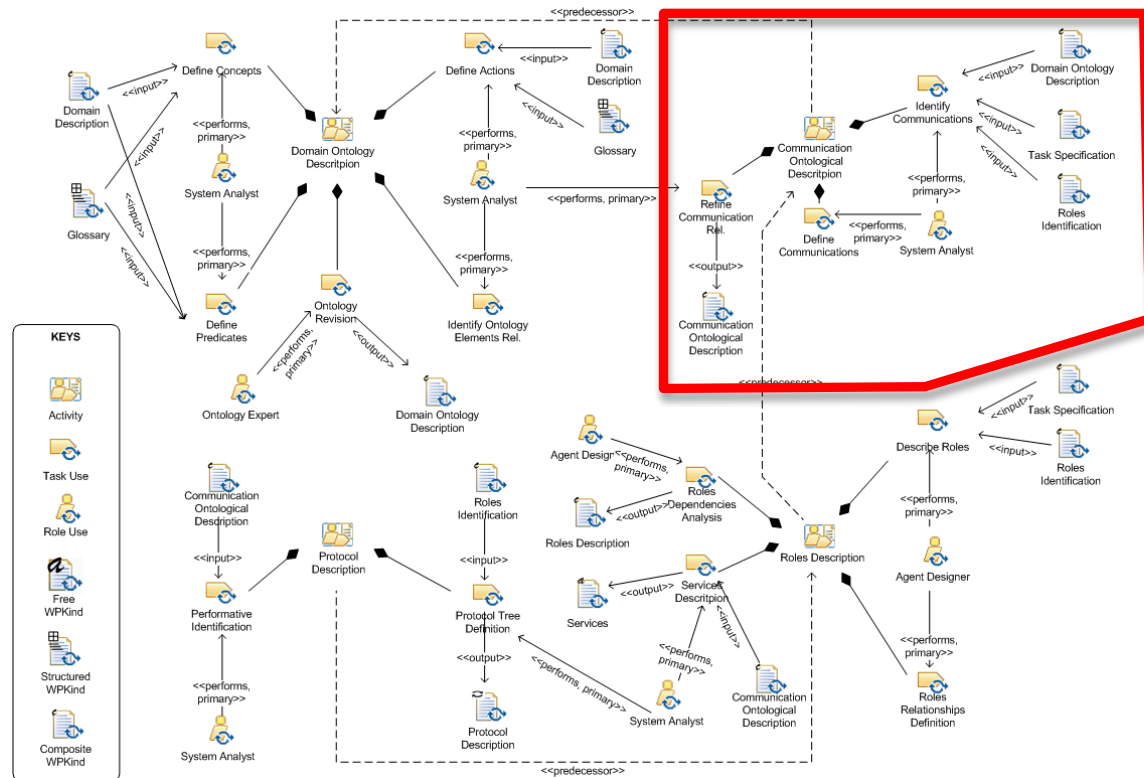 <<predecessor>>
Define Concepts
<<input>>
Domain
Description
<<input>>
<<input>>
<<input>>
Glossary
<<input>>
<<performs,
primary>>
System Analyst
<<performs,
primary>>
Define
Predicates
Domain Ontology
Descritpion
Define Actions
<<input>>
Domain
Description
<<input>>
Glossary
<<performs,
primary>>
System Analyst
<<performs, primary>>
<<performs,
primary>>
Identify Ontology
Elements Rel.
Ontology
Revision
<<performs,
primary>>
<<output>>
Ontology Expert
Domain Ontology
Description
Domain Ontology
Description
<<input>>
Identify
Communications
<<input>>
Task Specification
<<input>>
Roles
Identification
Communication
Ontological
Descritpion
<<performs,
primary>>
Refine
Communication
Rel.
Define
Communications
<<performs,
primary>>
System Analyst
<<output>>
Communication
Ontological
Description
<<predecessor>>
KEYS
Activity
Task Use
Role Use
Free
WPKind
Structured
WPKind
Composite
WPKind
Communication
Ontological
Description
<<input>>
Performative
Identification
<<performs,
primary>>
System Analyst
Protocol
Description
Roles
Identification
<<input>>
Protocol Tree
Definition
<<output>>
Protocol
Description
<<performs, primary>>
System Analyst
Agent Designer
<<performs,
primary>>
Roles
Dependencies
Analysis
<<output>>
Roles Description
Services
Descritpion
<<output>>
Services
<<performs,
primary>>
<<input>>
Communication
Ontological
Description
Roles Description
Task Specification
<<input>>
Describe Roles
<<input>>
Roles
Identification
<<performs,
primary>>
Agent Designer
<<performs,
primary>>
Roles
Relationships
Definition
<<predecessor>>